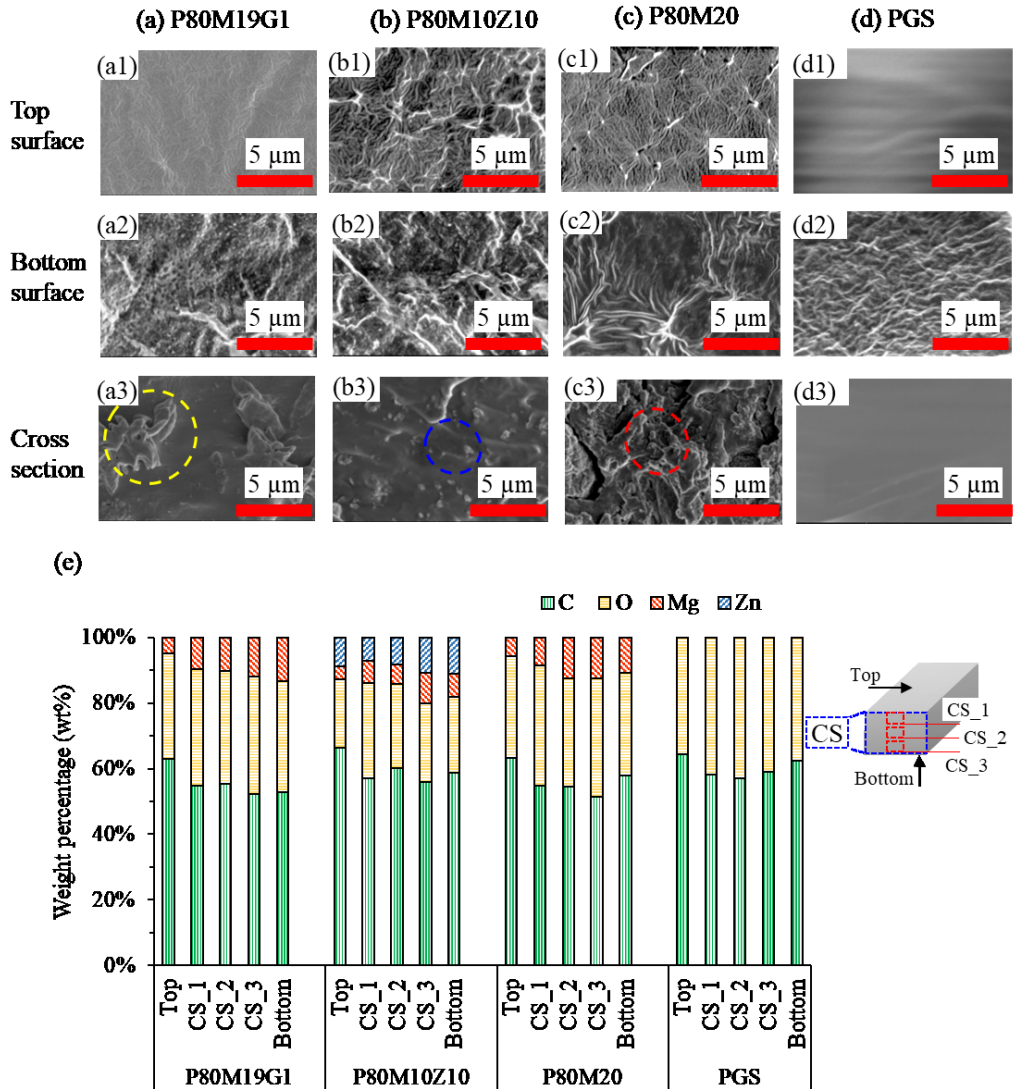 (a) P80M19G1 (b) P80M10Z10 (c) P80M20 (d) PGS
Top
surface
(a1) (b1) (c1) (d1)
5 µm 5 µm 5 µm 5 µm
Bottom
surface
(a2) (b2) (c2) (d2)
5 µm 5 µm 5 µm 5 µm
Cross
section
(a3) (b3) (c3) (d3)
5 µm 5 µm 5 µm 5 µm
(e)
C O Mg Zn
Weight percentage (wt%)
100%
80%
60%
40%
20%
0%
Top CS_1 CS_2 CS_3 Bottom Top CS_1 CS_2 CS_3 Bottom Top CS_1 CS_2 CS_3 Bottom Top CS_1 CS_2 CS_3 Bottom
P80M19G1 P80M10Z10 P80M20 PGS
Top
CS
CS_1
CS_2
CS_3
Bottom